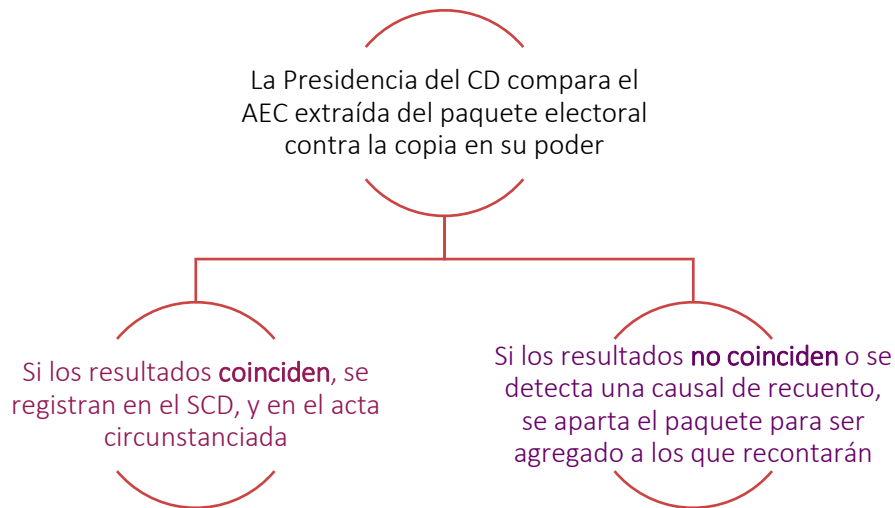 La Presidencia del CD compara el
AEC extraída del paquete electoral
contra la copia en su poder
Si los resultados coinciden, se
registran en el SCD, y en el acta
circunstanciada
Si los resultados no coinciden o se
detecta una causal de recuento,
se aparta el paquete para ser
agregado a los que recontarán